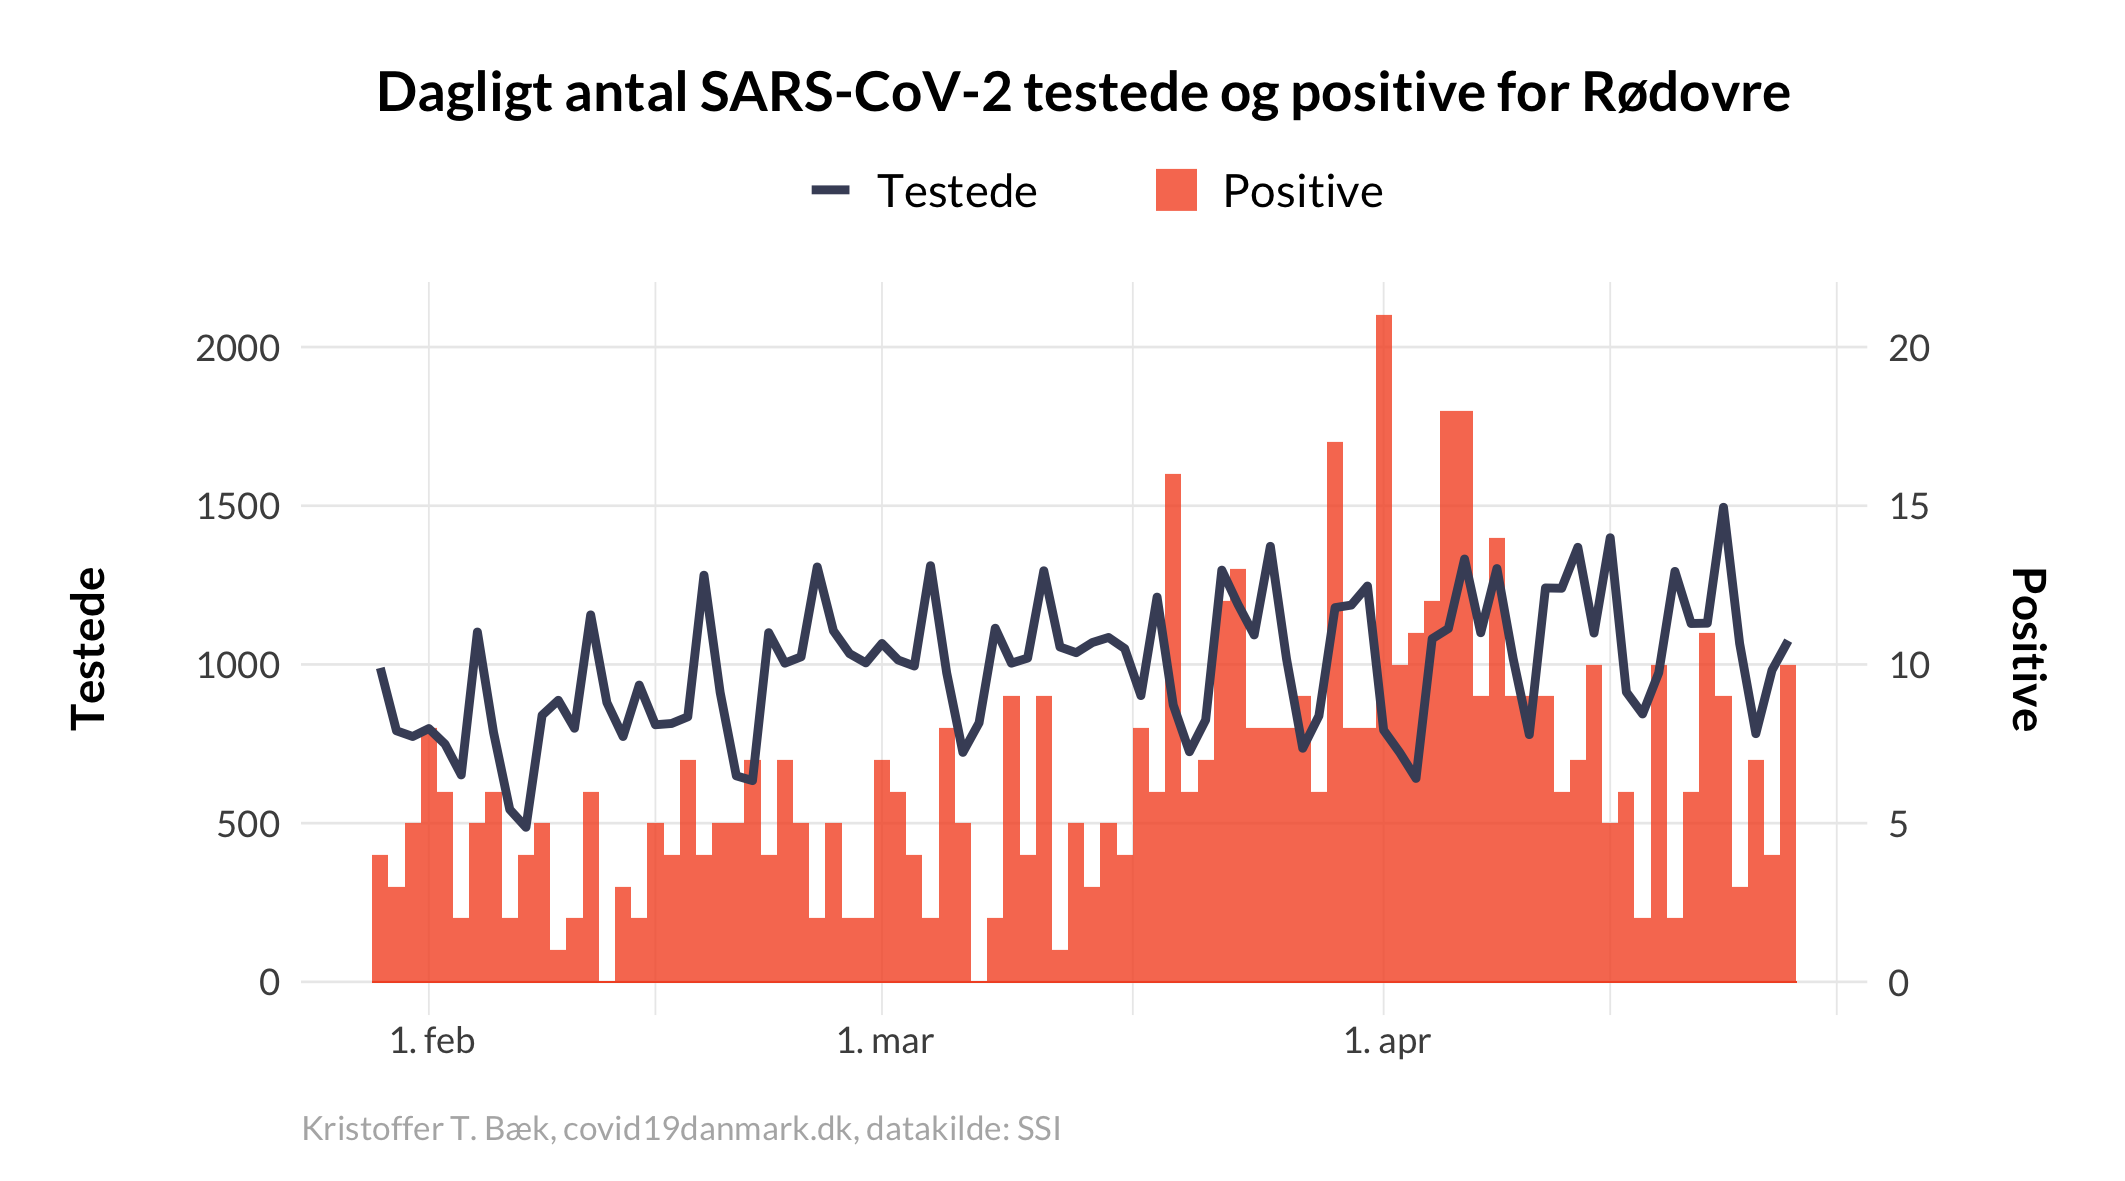 Dagligt antal SARS-CoV-2 testede og positive for Rødovre
Testede Positive
2000 20
1500 15
1000 10
500 5
0 0
Testede
Positive
1. feb 1. mar 1. apr
Kristoffer T. Bæk, covid19danmark.dk, datakilde: SSI